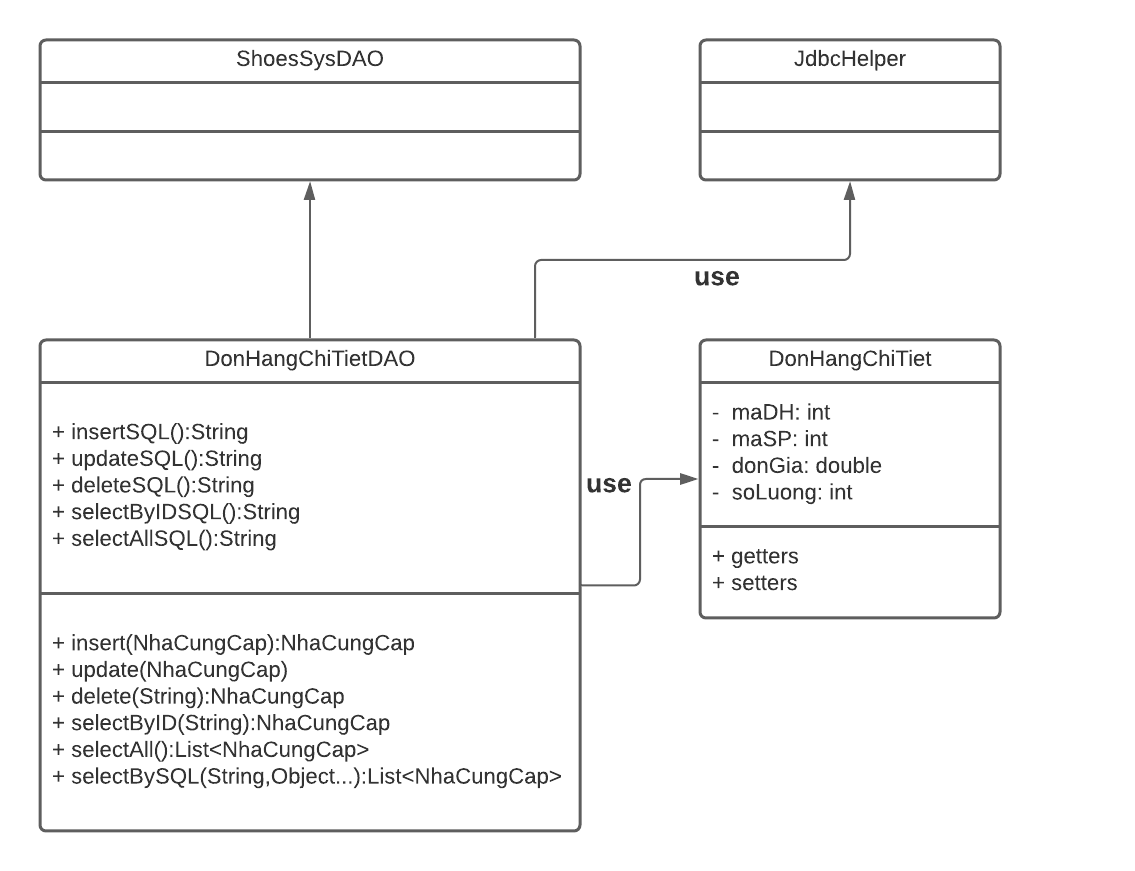 ShoesSysDAO
JdbcHelper
use
DonHangChiTietDAO
+ insertSQL():String
+ updateSQL():String
+ deleteSQL():String
+ selectByIDSQL():String
+ selectAllSQL():String
+ insert(NhaCungCap):NhaCungCap
+ update(NhaCungCap)
+ delete(String):NhaCungCap
+ selectByID(String):NhaCungCap
+ selectAll():List<NhaCungCap>
+ selectBySQL(String,Object...):List<NhaCungCap>
use
DonHangChiTiet
- maDH: int
- maSP: int
- donGia: double
- soLuong: int
+ getters
+ setters